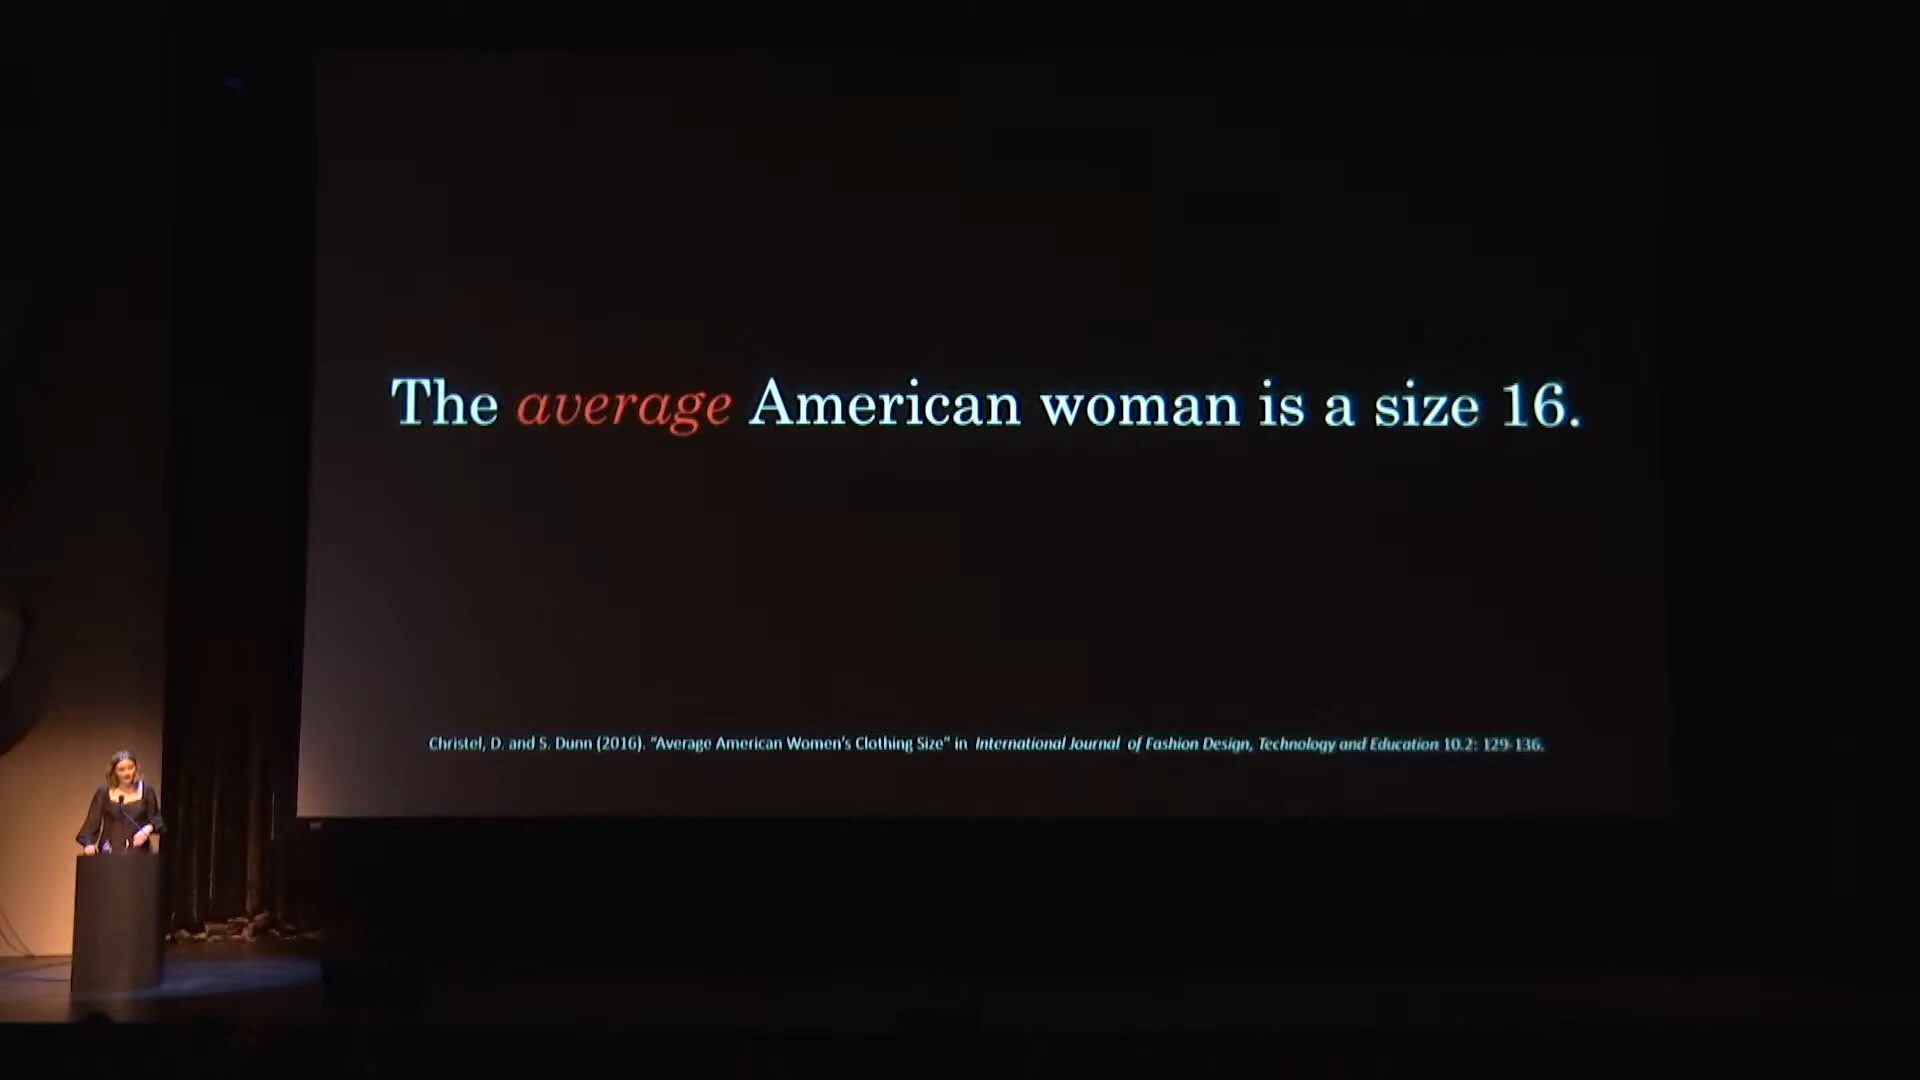 The average American woman is a size 16.
Christel, D. and S. Dunn (2016). "Average American Women's Clothing Size" in International Journal of Fashion Design, Technology and Education 10.2: 129-136.